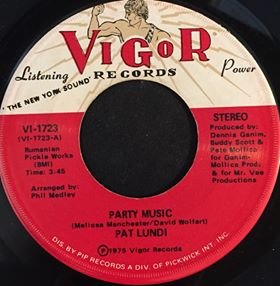 VIGOR
Listening RECORDS Power
"THE NEW YORK SOUND"
VI-1723
(VI-1723-A)
Rumanian
Pickle Works
(BMI)
Time: 3:45
Arranged by:
Phil Medley
STEREO
Produced by:
Dennis Ganim,
Buddy Scott &
Pete Mollica
for Ganim-
Mollica Prod.
& for Mr. Vee
Productions
PARTY MUSIC
(Melissa Manchester/David Wolfert)
PAT LUNDI
℗ 1975 Vigor Records
DIS BY PIP RECORDS A DIV. OF PICKWICK INT. INC.